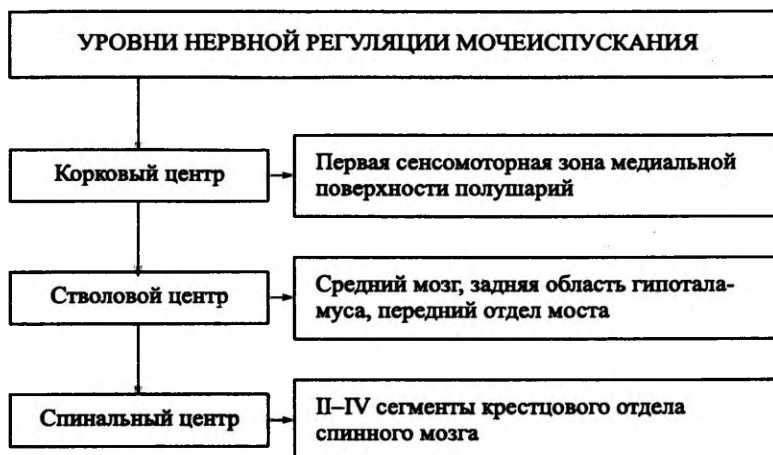 УРОВНИ НЕРВНОЙ РЕГУЛЯЦИИ МОЧЕИСПУСКАНИЯ
Корковый центр
Первая сенсомоторная зона медиальной
поверхности полушарий
Стволовой центр
Средний мозг, задняя область гипотала-
муса, передний отдел моста
Спинальный центр
II–IV сегменты крестцового отдела
спинного мозга